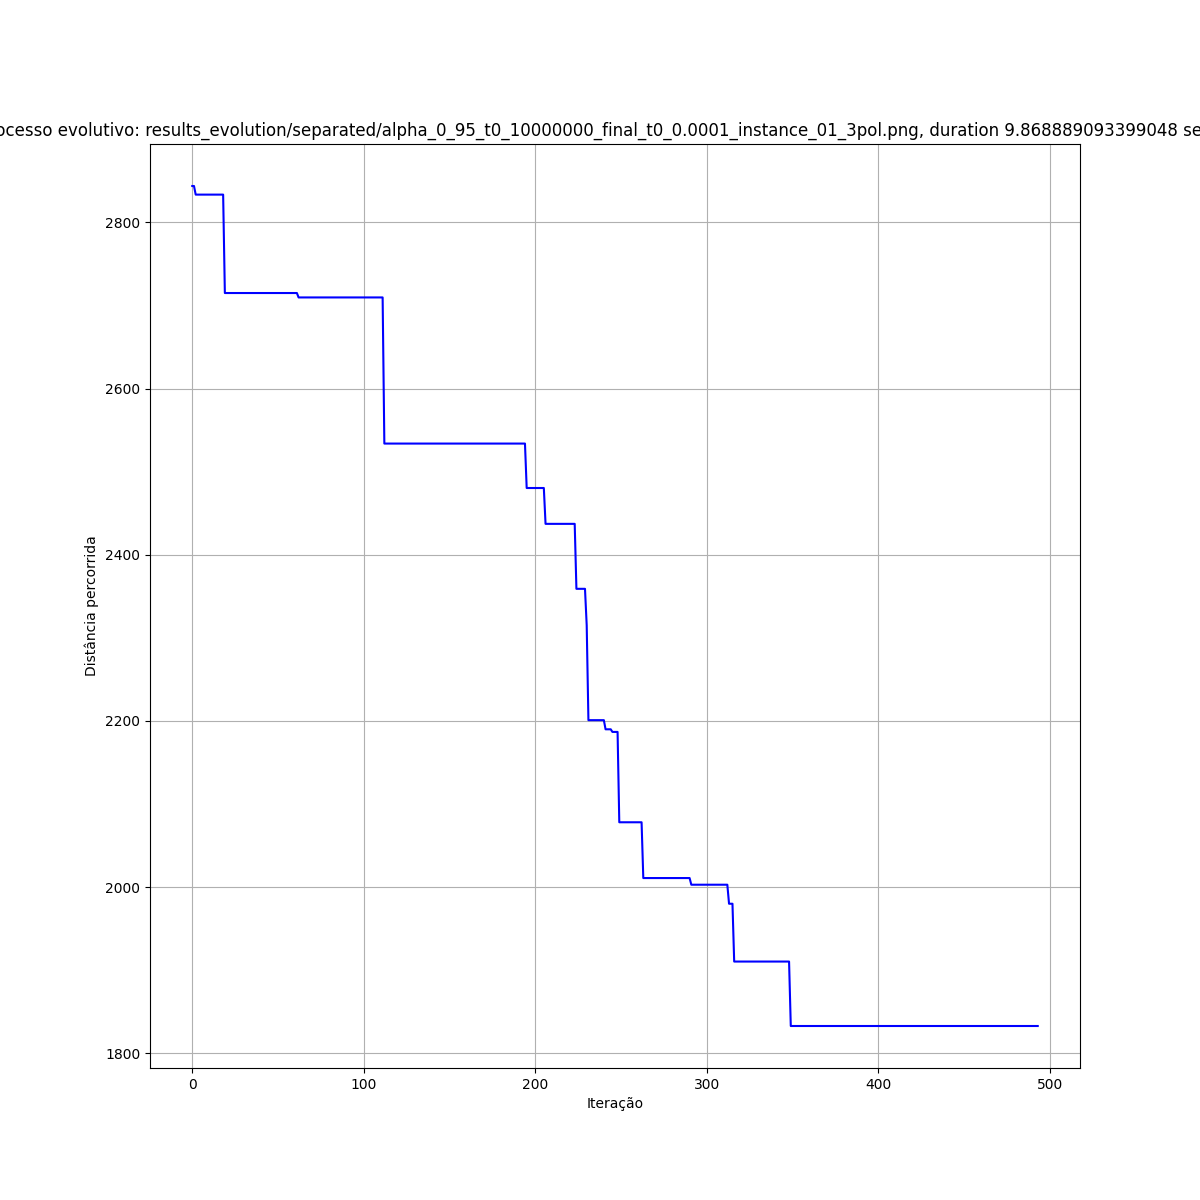 ocesso evolutivo: results_evolution/separated/alpha_0_95_t0_10000000_final_t0_0.0001_instance_01_3pol.png, duration 9.868889093399048 se
2800
2600
2400
2200
2000
1800
Distância percorrida
0 100 200 300 400 500
Iteração